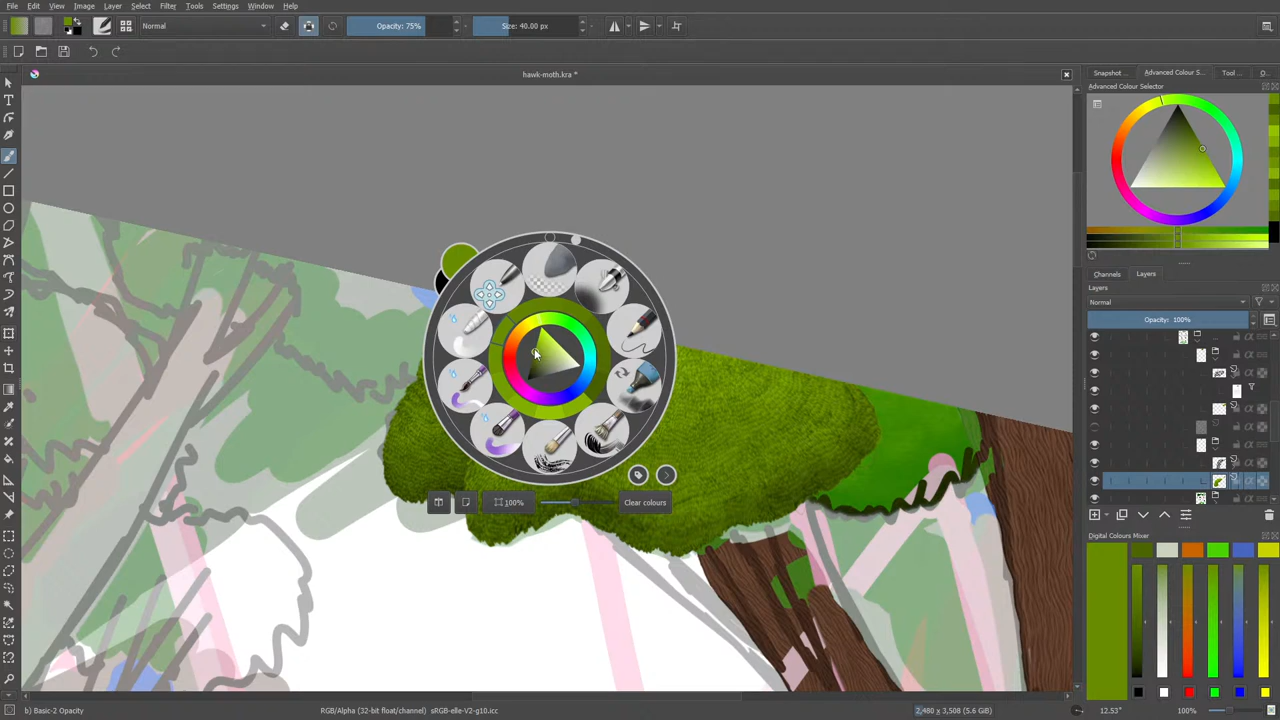 File Edit View Image Layer Select Filter Tools Settings Window Help
Normal
Opacity: 75%
Size: 40.00 px
hawk-moth.kra *
Snapshot ... Advanced Colour S... Tool ... O...
Advanced Colour Selector
Channels Layers
Layers
Normal
Opacity: 100%
100%
Clear colours
Digital Colours Mixer
b) Basic-2 Opacity
RGB/Alpha (32-bit float/channel) sRGB-elle-V2-g10.icc
2,480 x 3,508 (5.6 GiB)
12.53°
100%